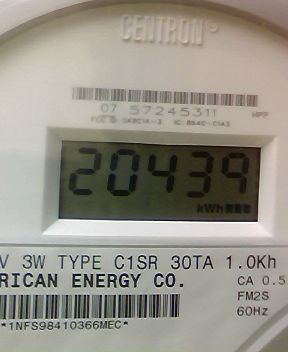 CENTRON®
07 57245311
20439
kWh
V 3W TYPE C1SR 30TA 1.0Kh
RICAN ENERGY CO.
CA 0.5
FM2S
60Hz
*1NFS98410366MEC*